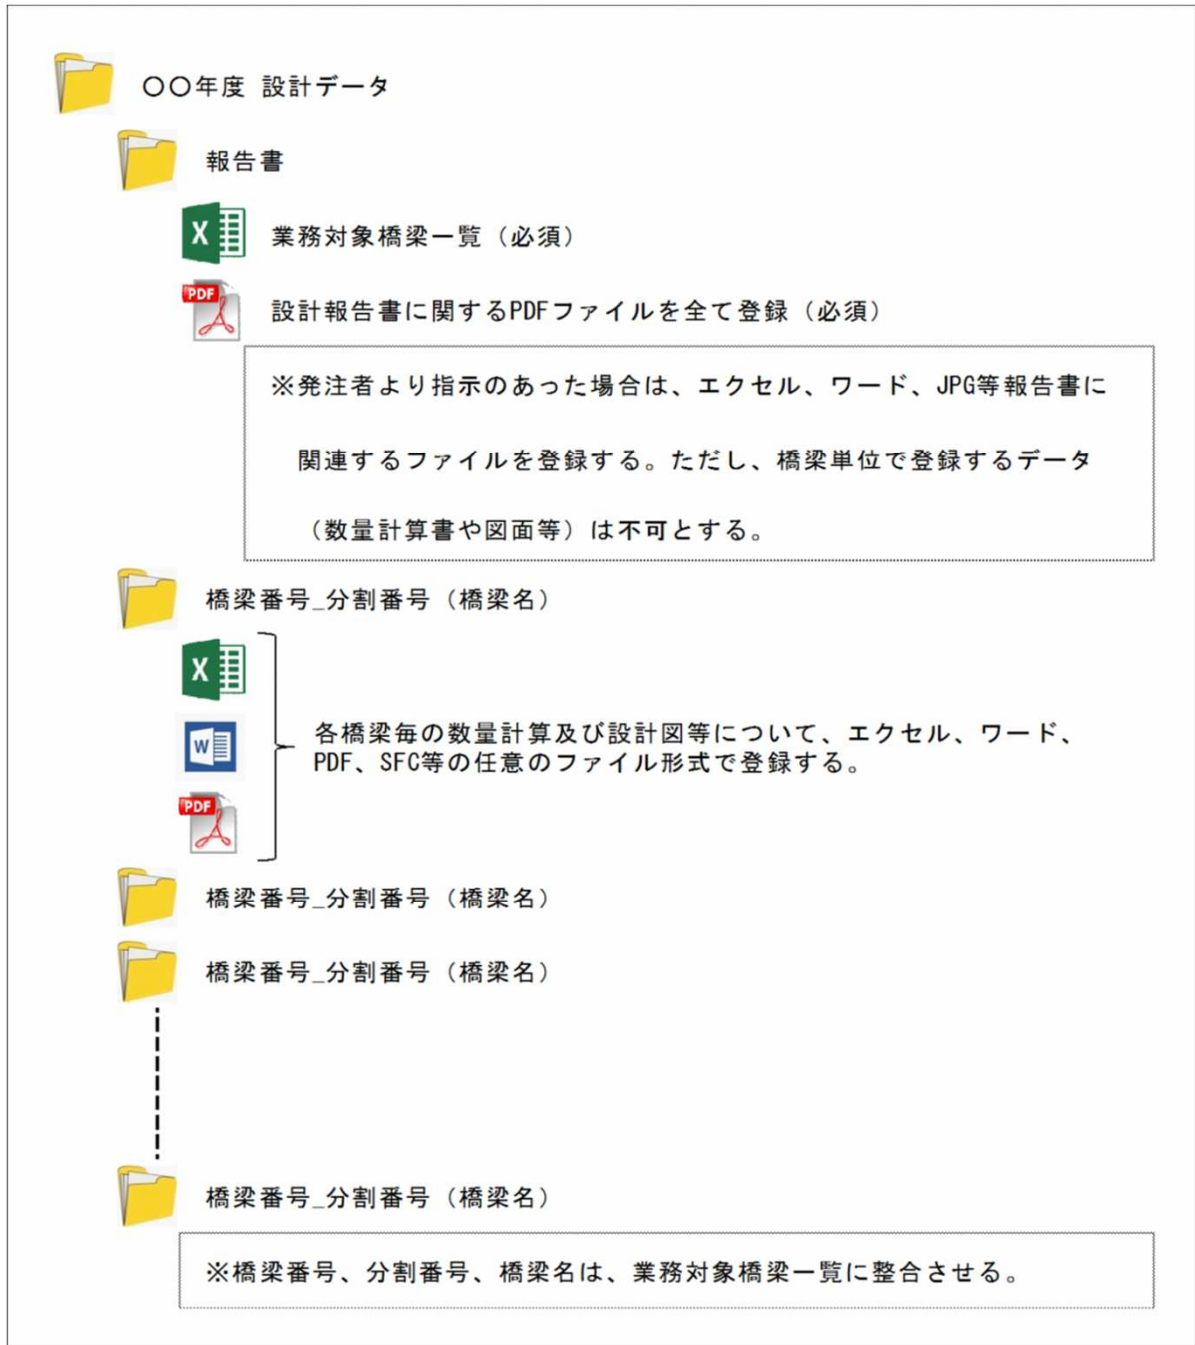 〇〇年度 設計データ
報告書
X
業務対象橋梁一覧（必須）
PDF
設計報告書に関するPDFファイルを全て登録（必須）
※発注者より指示のあった場合は、エクセル、ワード、JPG等報告書に
関連するファイルを登録する。ただし、橋梁単位で登録するデータ
（数量計算書や図面等）は不可とする。
橋梁番号_分割番号（橋梁名）
X
W
PDF
各橋梁毎の数量計算及び設計図等について、エクセル、ワード、
PDF、SFC等の任意のファイル形式で登録する。
橋梁番号_分割番号（橋梁名）
橋梁番号_分割番号（橋梁名）
橋梁番号_分割番号（橋梁名）
※橋梁番号、分割番号、橋梁名は、業務対象橋梁一覧に整合させる。